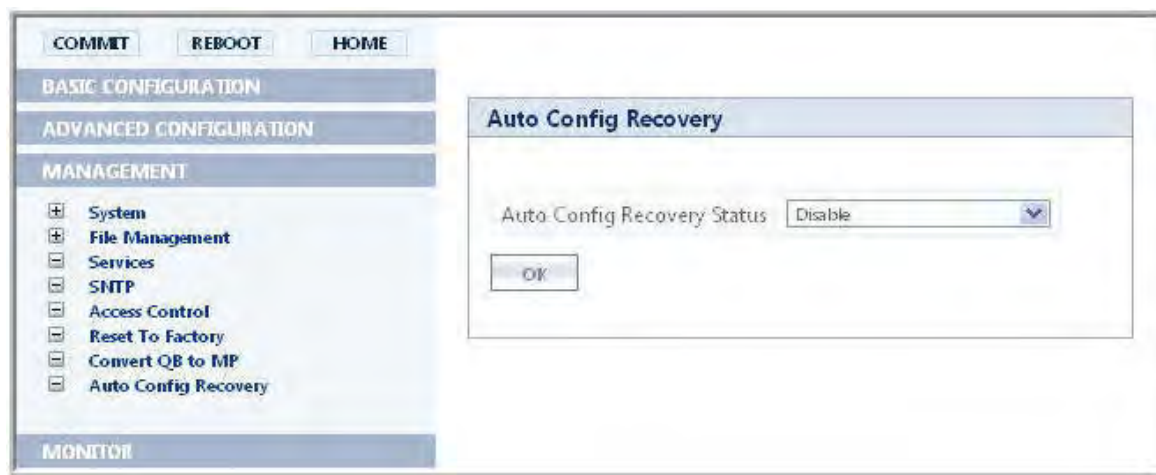 COMMIT REBOOT HOME
BASIC CONFIGURATION
ADVANCED CONFIGURATION
MANAGEMENT
System
File Management
Services
SNTP
Access Control
Reset To Factory
Convert QB to MP
Auto Config Recovery
MONITOR
Auto Config Recovery
Auto Config Recovery Status Disable
OK